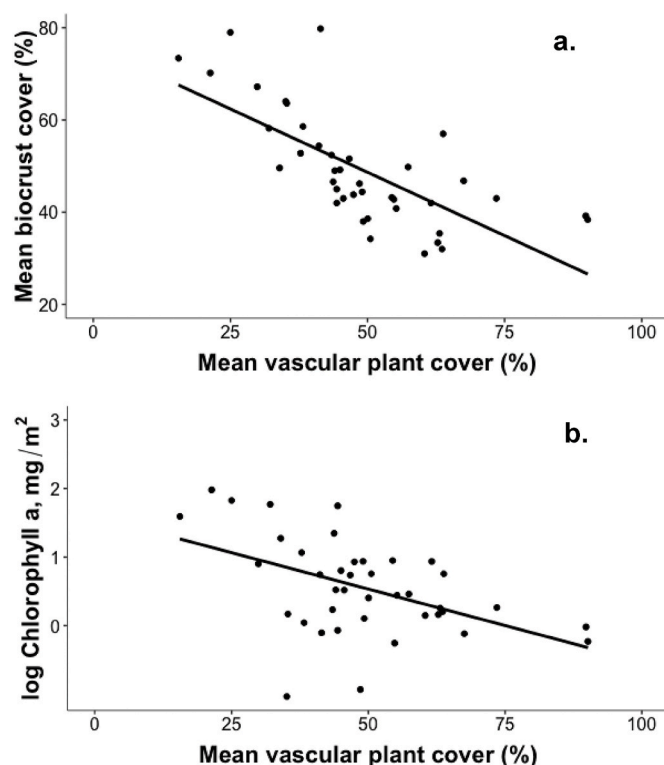 a.
Mean biocrust cover (%)
80
60
40
20
0 25 50 75 100
Mean vascular plant cover (%)
b.
log Chlorophyll a, mg/m²
3
2
1
0
0 25 50 75 100
Mean vascular plant cover (%)